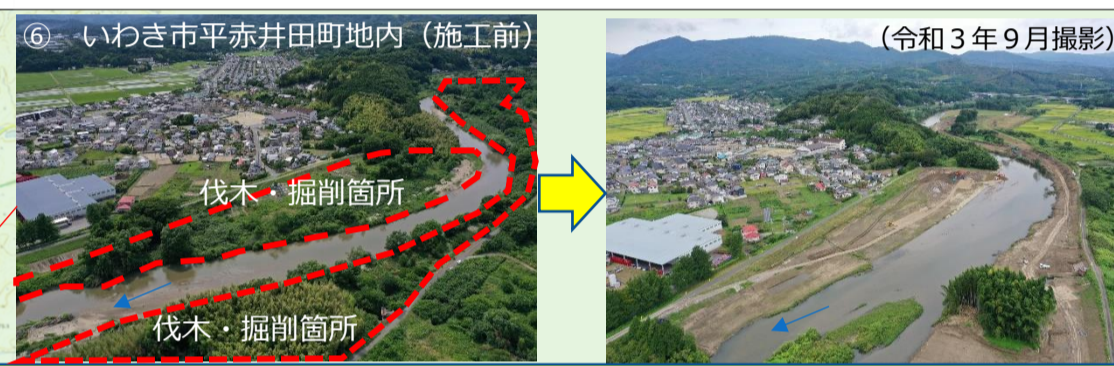 ⑥ いわき市平赤井田町地内（施工前）
（令和３年９月撮影）
伐木・掘削箇所
伐木・掘削箇所